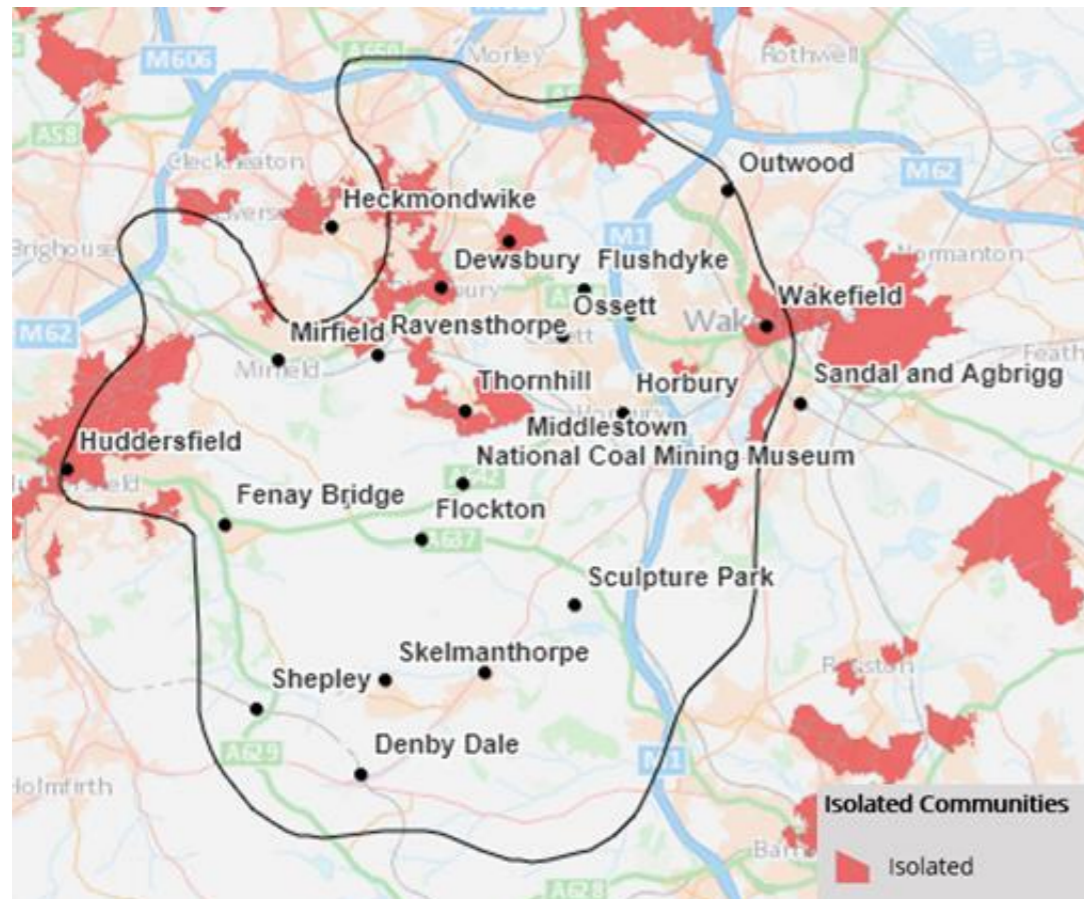 A650
Morley
M606
Rothwell
A58
Cleckheaton
Outwood
M62
Heckmondwike
Brighouse
M1
Normanton
Dewsbury
Flushdyke
Wakefield
Ossett
M62
Mirfield
Ravensthorpe
Mirfield
Thornhill
Horbury
Sandal and Agbrigg
Huddersfield
Middlestown
National Coal Mining Museum
Fenay Bridge
A642
Flockton
A637
Sculpture Park
Skelmanthorpe
Shepley
Denby Dale
A629
M1
Holmfirth
Isolated Communities
Isolated
A628